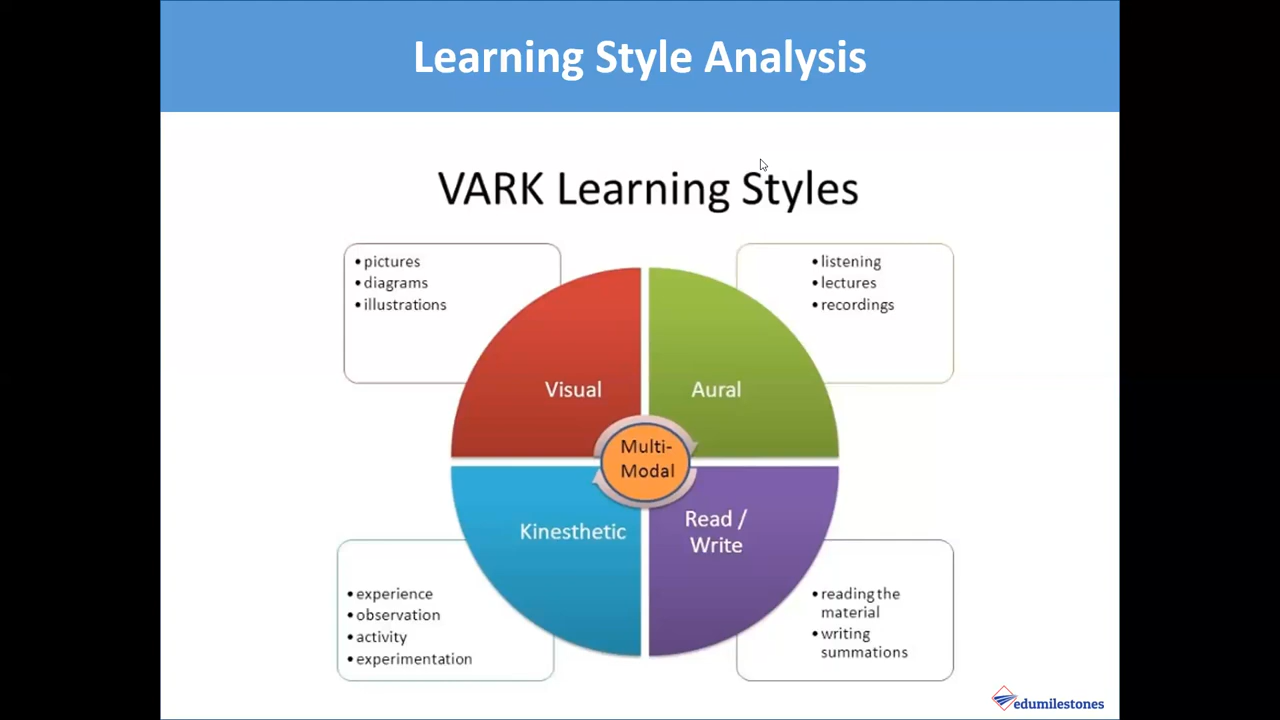 Learning Style Analysis
VARK Learning Styles
• pictures
• diagrams
• illustrations
• listening
• lectures
• recordings
Visual
Aural
Multi-
Modal
Kinesthetic
Read /
Write
• experience
• observation
• activity
• experimentation
• reading the
material
• writing
summations
edumilestones